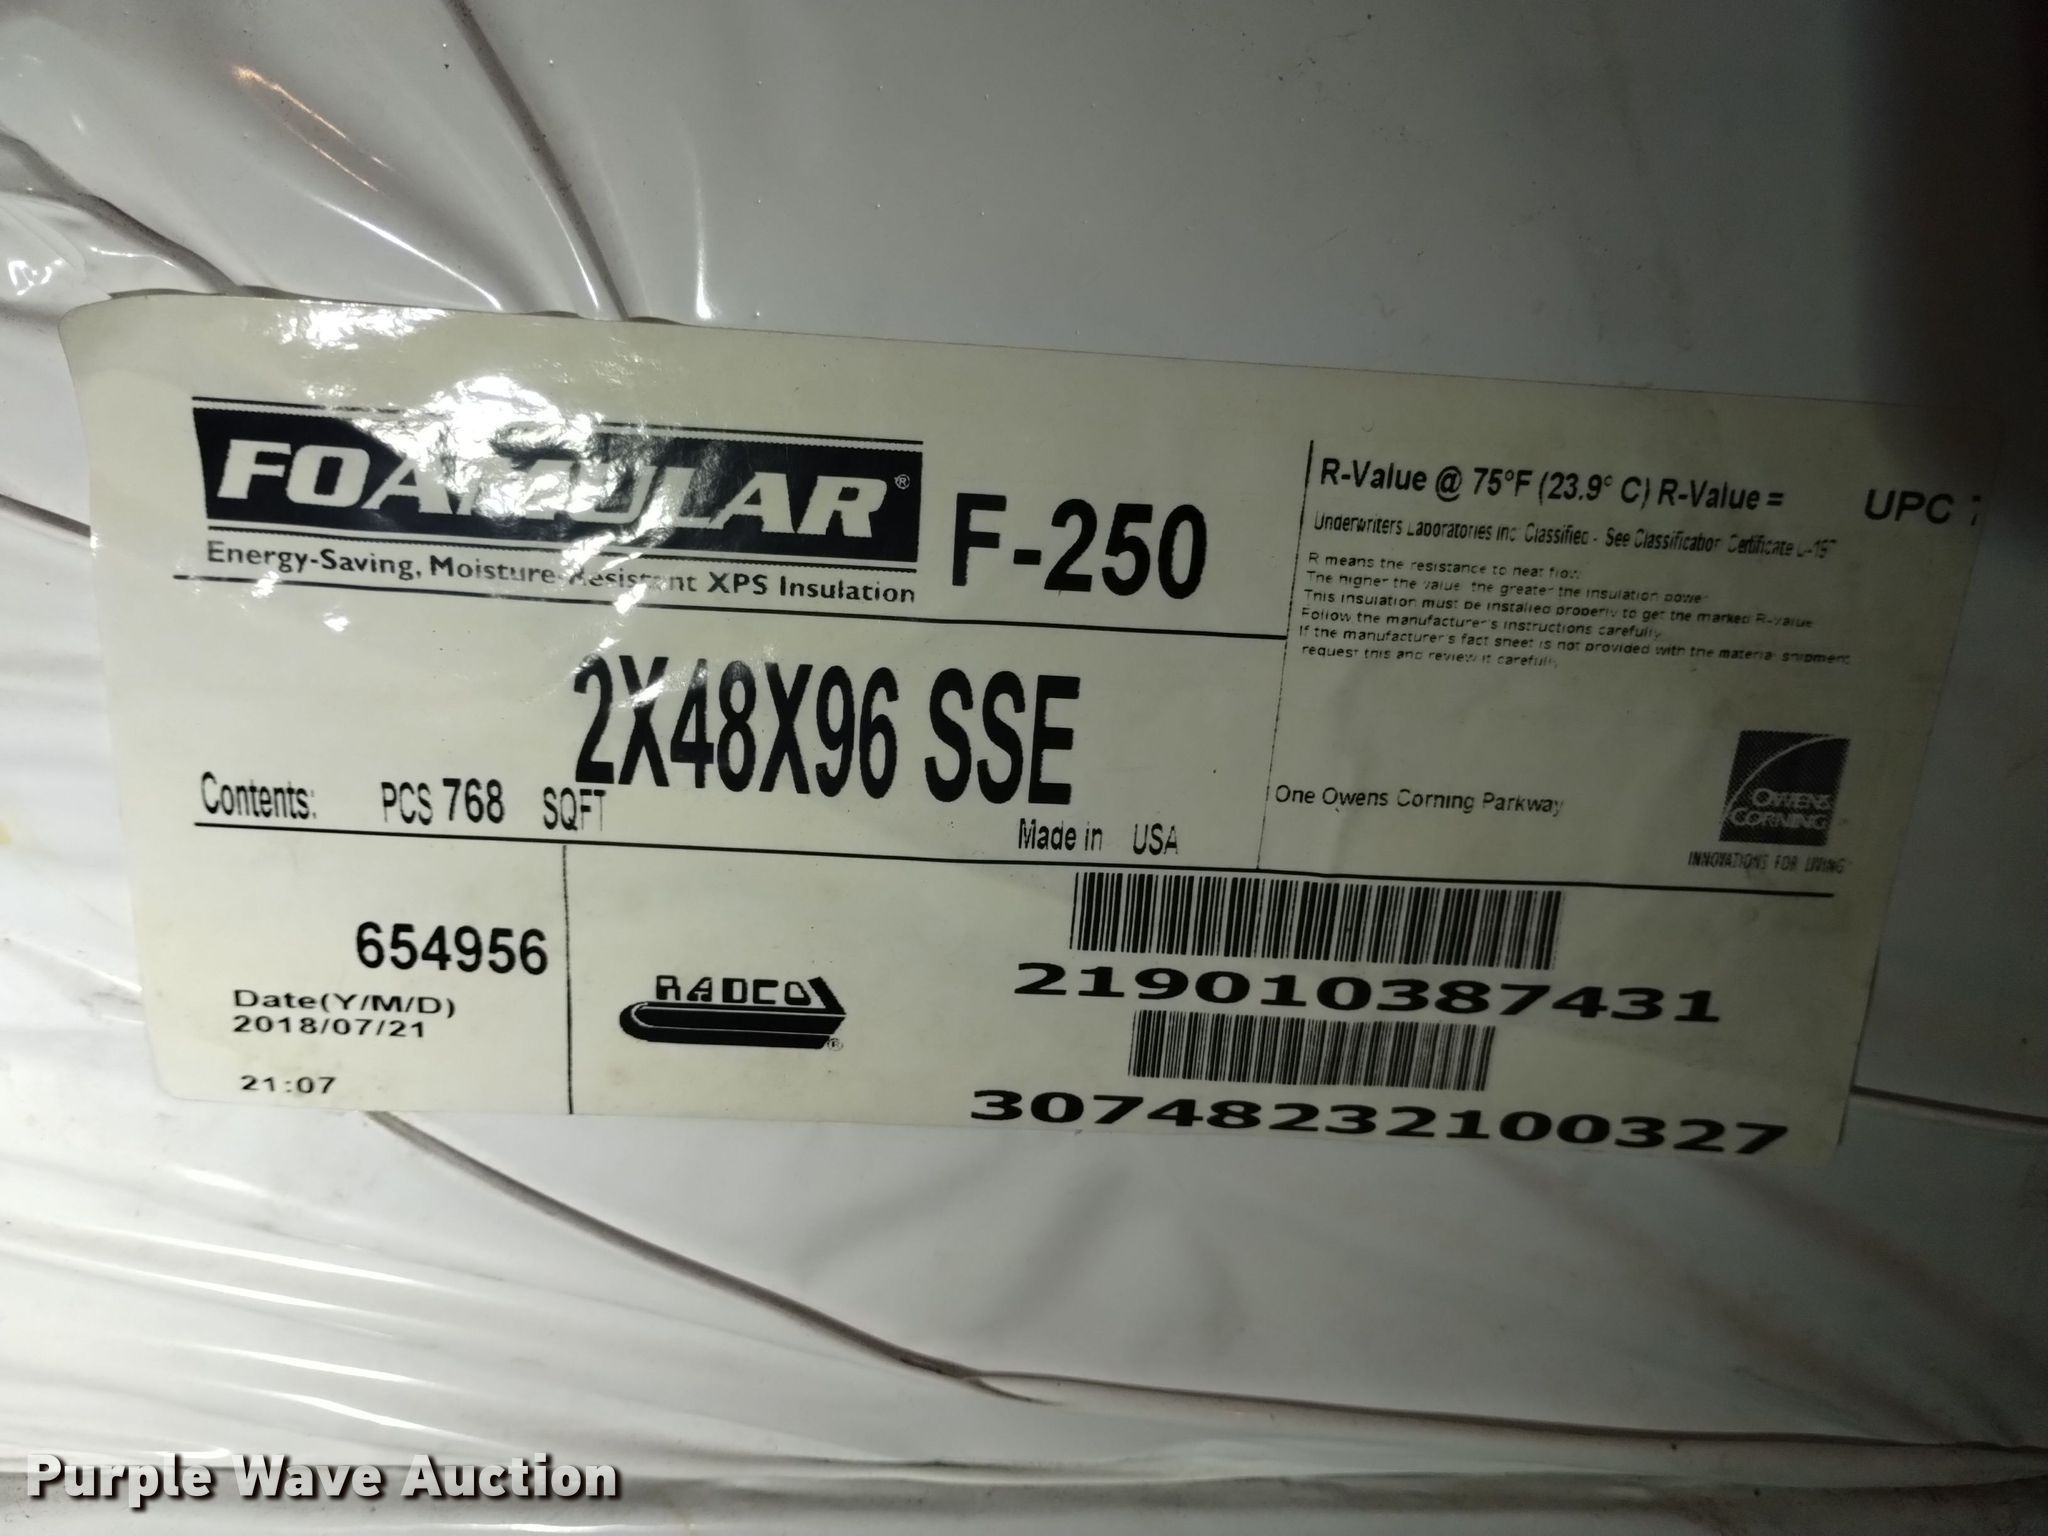 FOAMULAR®
Energy-Saving, Moisture-Resistant XPS Insulation
F-250
R-Value @ 75°F (23.9° C) R-Value =
UPC 7
Underwriters Laboratories Inc Classified - See Classification Certificate U-197
R means the resistance to heat flow
The higher the value the greater the insulation power
This insulation must be installed properly to get the marked R-value
Follow the manufacturer's instructions carefully
If the manufacturer's fact sheet is not provided with the material shipment
request this and review it carefully
2X48X96 SSE
Contents: PCS 768 SQFT
Made in USA
One Owens Corning Parkway
OWENS
CORNING
INNOVATIONS FOR LIVING
654956
Date(Y/M/D)
2018/07/21
21:07
RADCO
®
219010387431
30748232100327
Purple Wave Auction